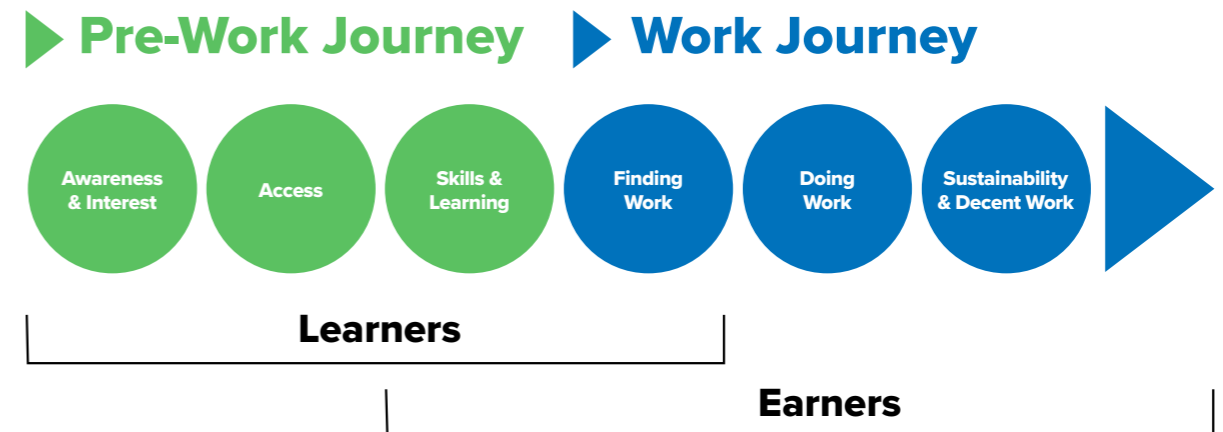 Pre-Work Journey
Work Journey
Awareness
& Interest
Access
Skills &
Learning
Finding
Work
Doing
Work
Sustainability
& Decent Work
Learners
Earners